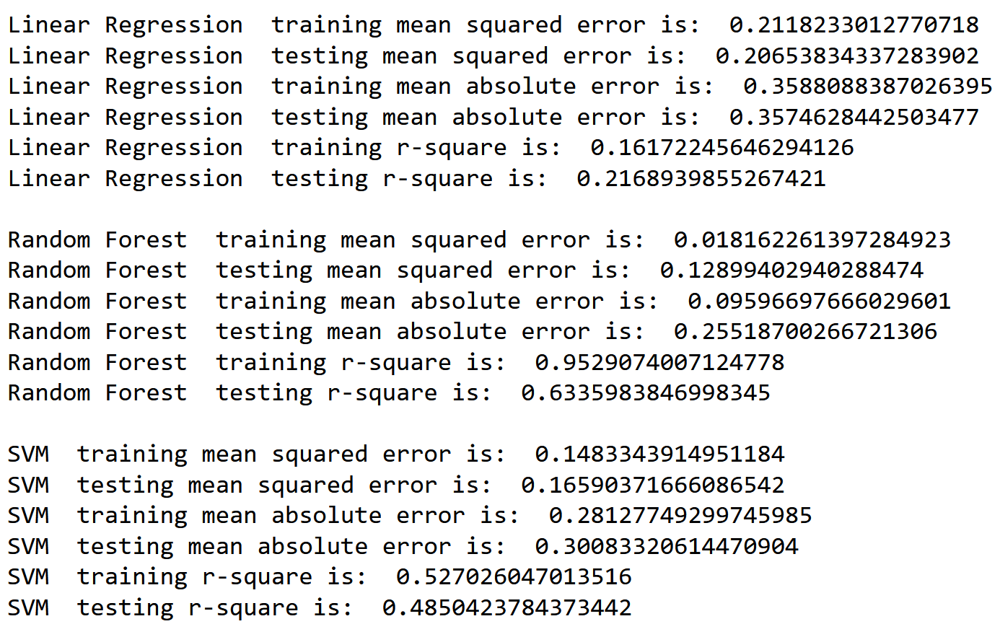 Linear Regression  training mean squared error is:  0.2118233012770718
Linear Regression  testing mean squared error is:  0.20653834337283902
Linear Regression  training mean absolute error is:  0.3588088387026395
Linear Regression  testing mean absolute error is:  0.3574628442503477
Linear Regression  training r-square is:  0.16172245646294126
Linear Regression  testing r-square is:  0.2168939855267421
Random Forest  training mean squared error is:  0.018162261397284923
Random Forest  testing mean squared error is:  0.12899402940288474
Random Forest  training mean absolute error is:  0.09596697666029601
Random Forest  testing mean absolute error is:  0.25518700266721306
Random Forest  training r-square is:  0.9529074007124778
Random Forest  testing r-square is:  0.6335983846998345
SVM  training mean squared error is:  0.1483343914951184
SVM  testing mean squared error is:  0.16590371666086542
SVM  training mean absolute error is:  0.28127749299745985
SVM  testing mean absolute error is:  0.30083320614470904
SVM  training r-square is:  0.527026047013516
SVM  testing r-square is:  0.4850423784373442